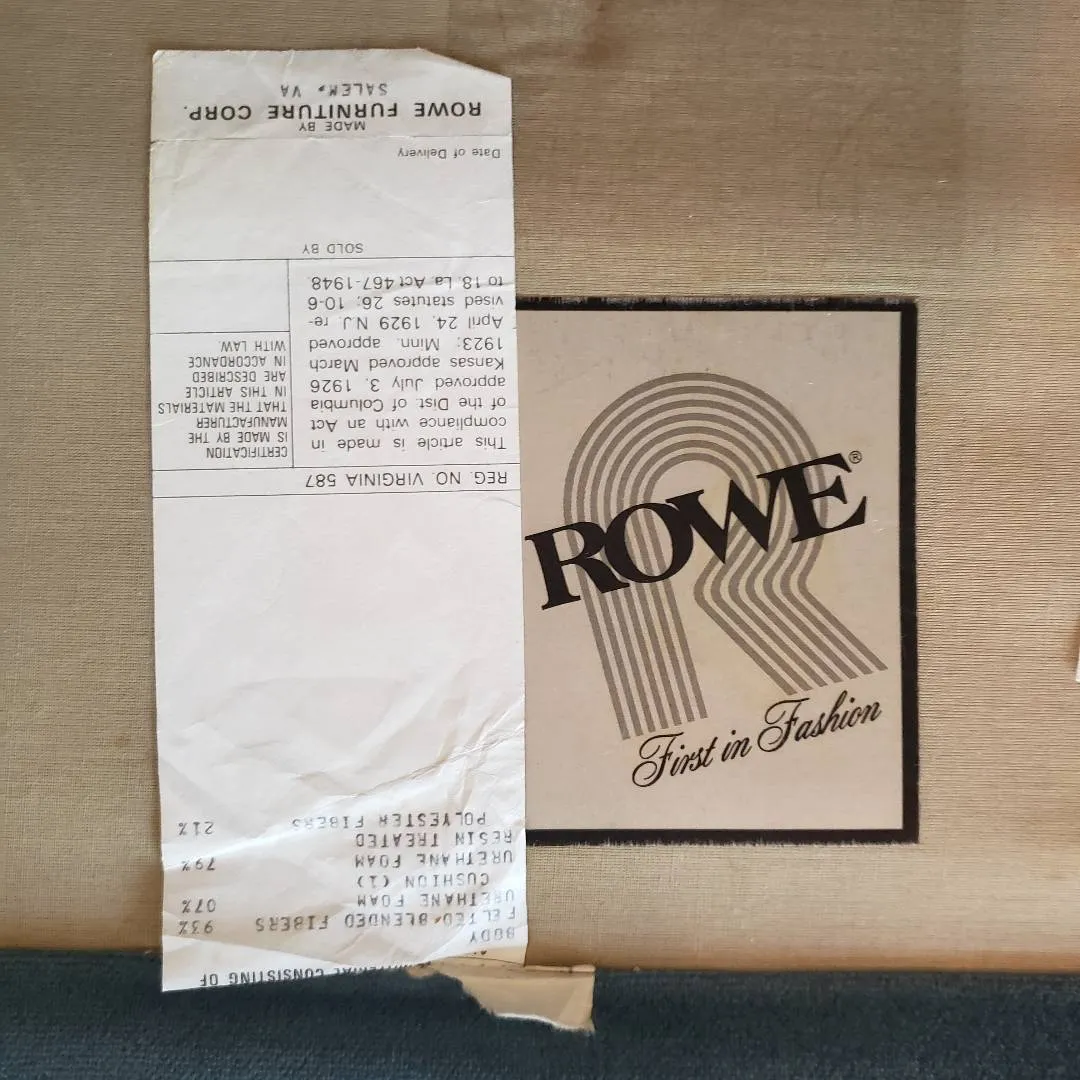 MATERIAL CONSISTING OF
BODY
FELTED BLENDED FIBERS 93%
URETHANE FOAM 07%
CUSHION (1)
URETHANE FOAM 79%
RESIN TREATED
POLYESTER FIBERS 21%
REG. NO. VIRGINIA 587
This article is made in
compliance with an Act
of the Dist. of Columbia
approved July 3, 1926
Kansas approved March
1923; Minn. approved
April 24, 1929 N.J. re-
vised statutes 26; 10-6
to 18. La. Act 467-1948.
CERTIFICATION
IS MADE BY THE
MANUFACTURER
THAT THE MATERIALS
IN THIS ARTICLE
ARE DESCRIBED
IN ACCORDANCE
WITH LAW.
SOLD BY
Date of Delivery
MADE BY
ROWE FURNITURE CORP.
SALEM, VA
ROWE®
First in Fashion